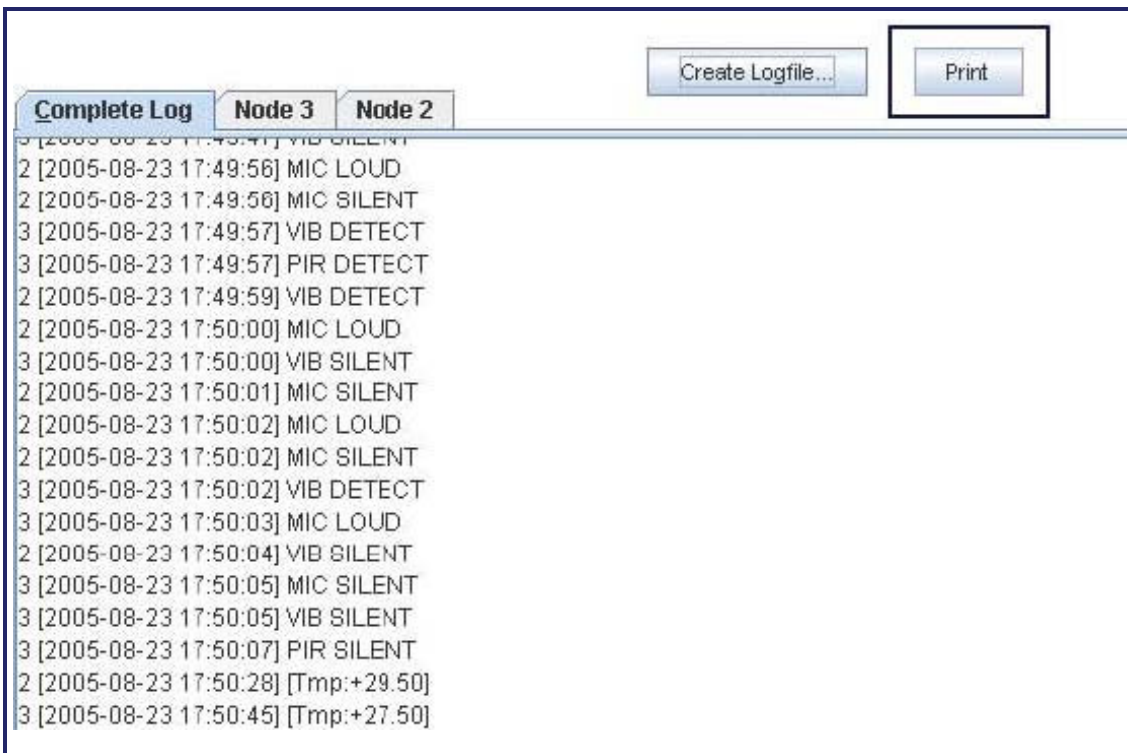 Create Logfile... Print
Complete Log Node 3 Node 2
VIB SILENT
2 [2005-08-23 17:49:56] MIC LOUD
2 [2005-08-23 17:49:56] MIC SILENT
3 [2005-08-23 17:49:57] VIB DETECT
3 [2005-08-23 17:49:57] PIR DETECT
2 [2005-08-23 17:49:59] VIB DETECT
2 [2005-08-23 17:50:00] MIC LOUD
3 [2005-08-23 17:50:00] VIB SILENT
2 [2005-08-23 17:50:01] MIC SILENT
2 [2005-08-23 17:50:02] MIC LOUD
2 [2005-08-23 17:50:02] MIC SILENT
3 [2005-08-23 17:50:02] VIB DETECT
3 [2005-08-23 17:50:03] MIC LOUD
2 [2005-08-23 17:50:04] VIB SILENT
3 [2005-08-23 17:50:05] MIC SILENT
3 [2005-08-23 17:50:05] VIB SILENT
3 [2005-08-23 17:50:07] PIR SILENT
2 [2005-08-23 17:50:28] [Tmp:+29.50]
3 [2005-08-23 17:50:45] [Tmp:+27.50]